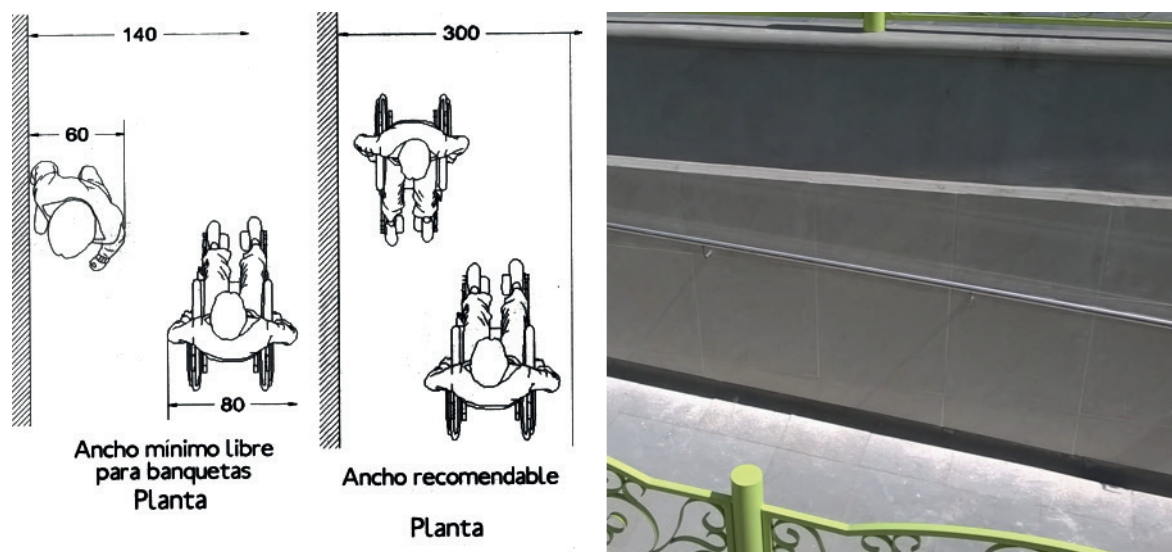 140
60
80
Ancho mínimo libre
para banquetas
Planta
300
Ancho recomendable
Planta